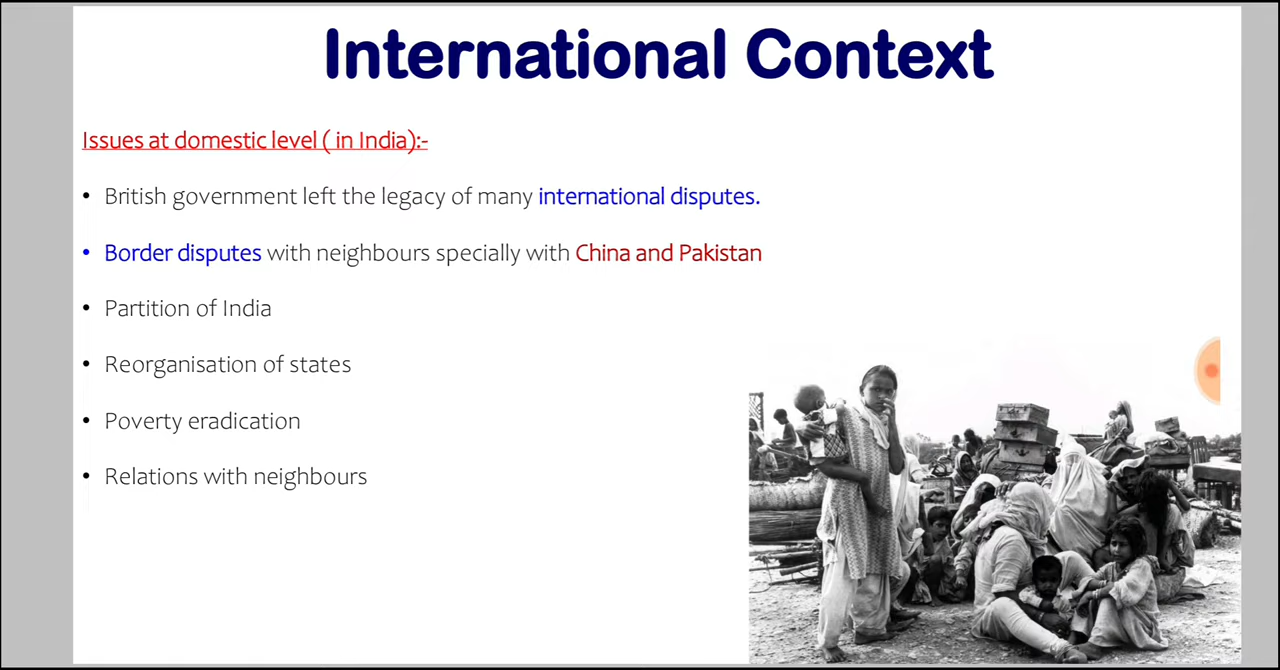 International Context
Issues at domestic level ( in India):-
• British government left the legacy of many international disputes.
• Border disputes with neighbours specially with China and Pakistan
• Partition of India
• Reorganisation of states
• Poverty eradication
• Relations with neighbours